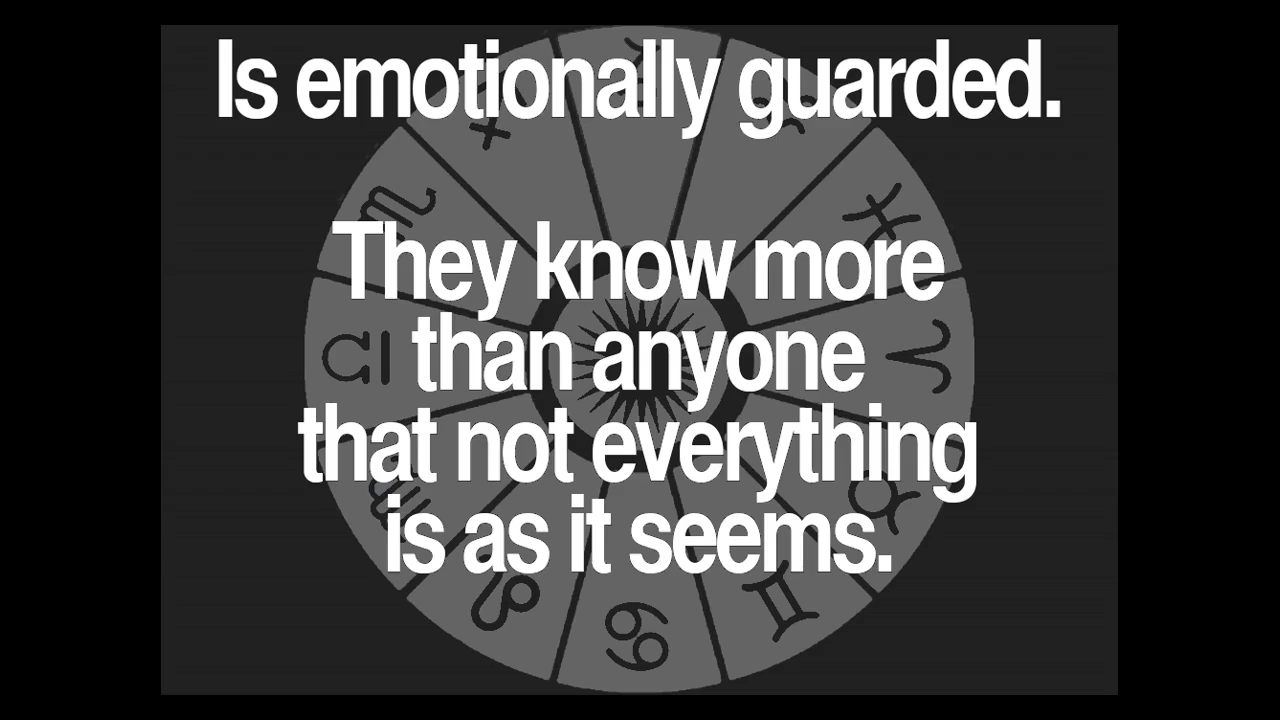 Is emotionally guarded.
They know more
than anyone
that not everything
is as it seems.